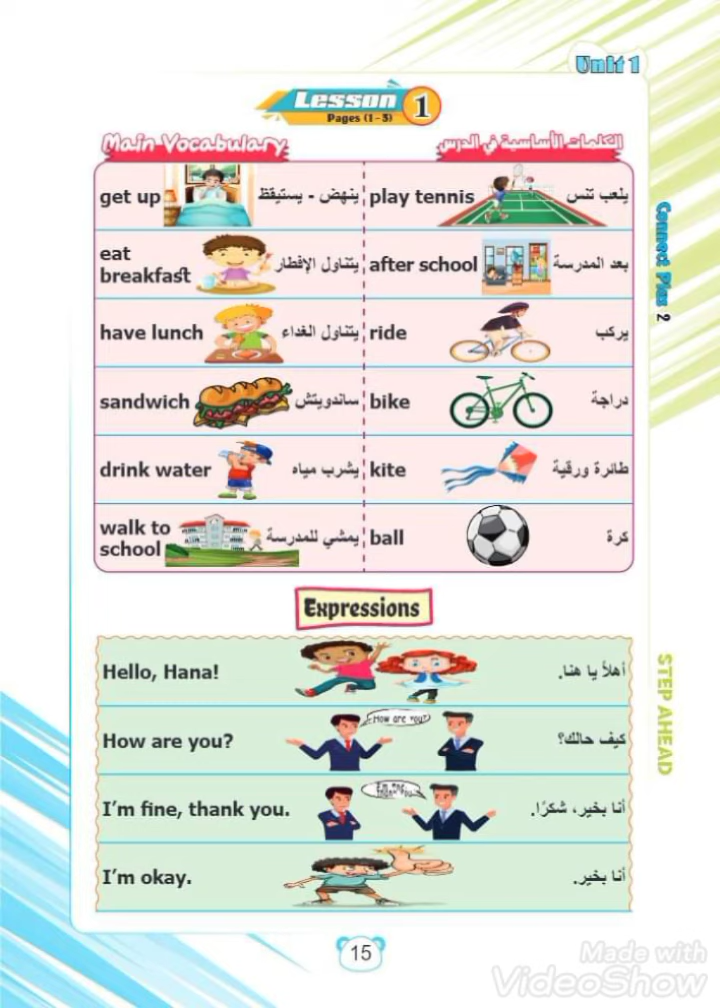 Unit 1
Lesson 1
Pages (1 - 3)
Main Vocabulary
الكلمات الأساسية في الدرس
get up
ينهض - يستيقظ
play tennis
يلعب تنس
eat
breakfast
يتناول الإفطار
after school
بعد المدرسة
have lunch
يتناول الغداء
ride
يركب
sandwich
ساندويتش
bike
دراجة
drink water
يشرب مياه
kite
طائرة ورقية
walk to
school
يمشي للمدرسة
ball
كرة
Expressions
Hello, Hana!
أهلاً يا هنا.
How are you?
How are you?
كيف حالك؟
I'm fine, thank you.
أنا بخير، شكرًا.
I'm okay.
أنا بخير.
Connect Plus 2
STEP AHEAD
15
Made with
VideoShow